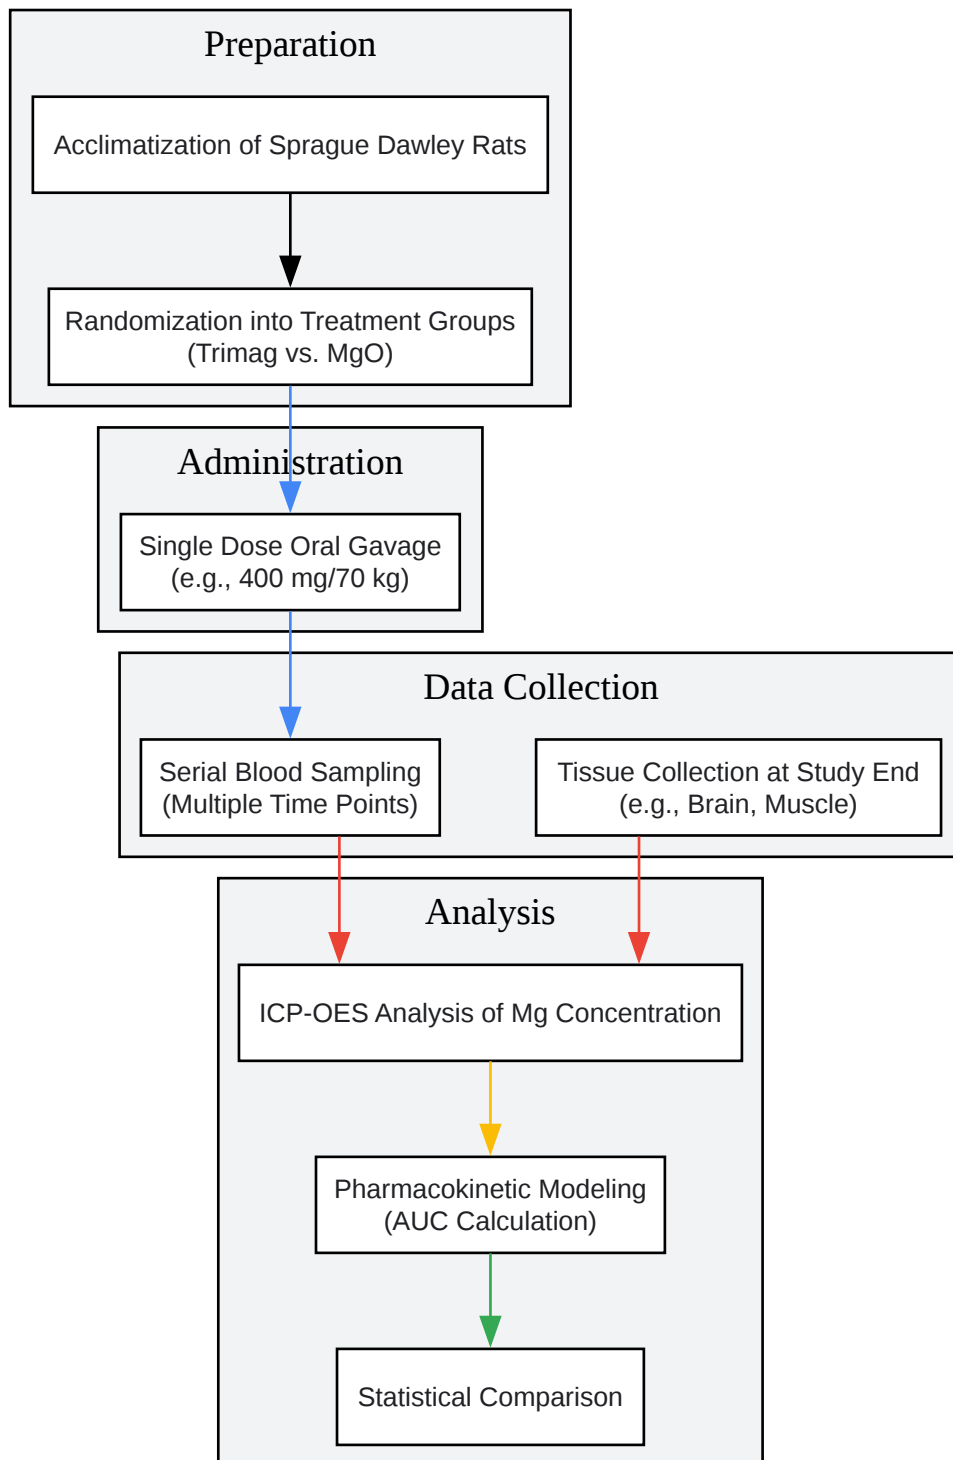 Preparation
Acclimatization of Sprague Dawley Rats
Randomization into Treatment Groups
(Trimag vs. MgO)
Administration
Single Dose Oral Gavage
(e.g., 400 mg/70 kg)
Data Collection
Serial Blood Sampling
(Multiple Time Points)
Tissue Collection at Study End
(e.g., Brain, Muscle)
Analysis
ICP-OES Analysis of Mg Concentration
Pharmacokinetic Modeling
(AUC Calculation)
Statistical Comparison